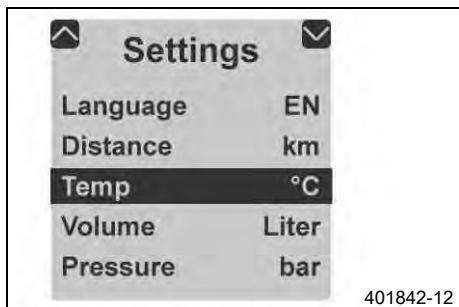 Settings
Language EN
Distance km
Temp °C
Volume Liter
Pressure bar
401842-12